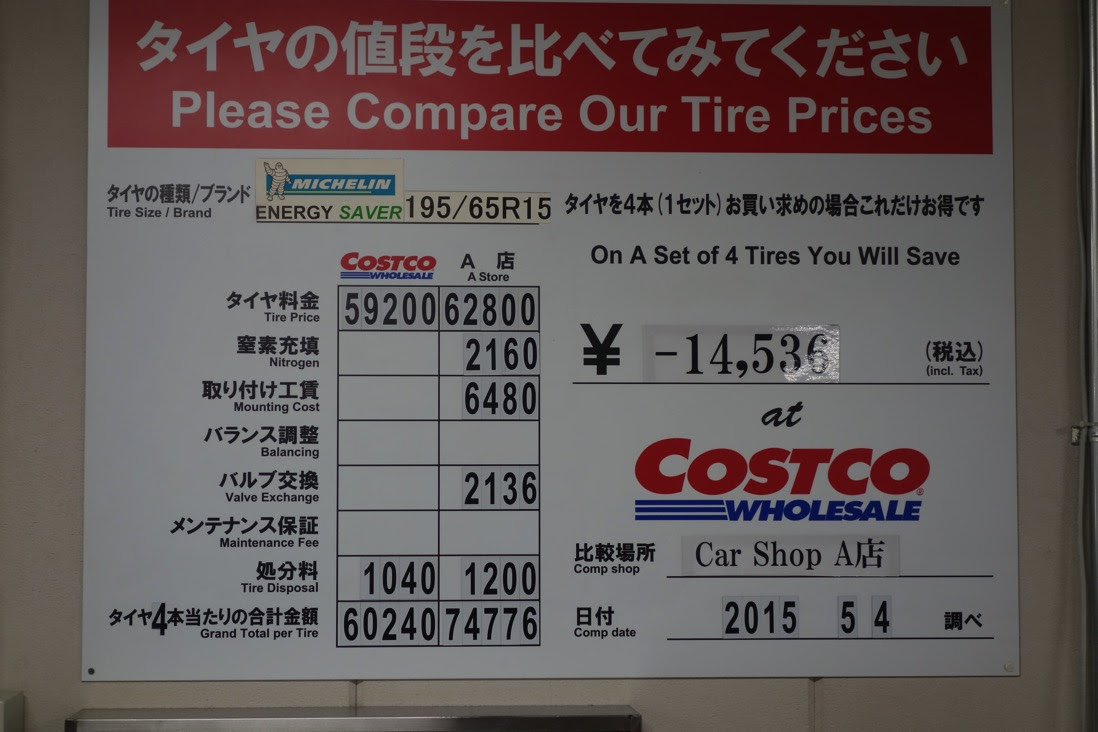 タイヤの値段を比べてみてください
Please Compare Our Tire Prices
タイヤの種類/ブランド
Tire Size / Brand
MICHELIN
ENERGY SAVER 195/65R15
タイヤを4本(1セット)お買い求めの場合これだけお得です
On A Set of 4 Tires You Will Save
COSTCO WHOLESALE
A 店
A Store
タイヤ料金
Tire Price
59200 62800
窒素充填
Nitrogen
2160
取り付け工賃
Mounting Cost
6480
バランス調整
Balancing
バルブ交換
Valve Exchange
2136
メンテナンス保証
Maintenance Fee
処分料
Tire Disposal
1040 1200
タイヤ4本当たりの合計金額
Grand Total per Tire
60240 74776
¥ -14,536 (税込)
(incl. Tax)
at
COSTCO
WHOLESALE
比較場所
Comp shop
Car Shop A店
日付
Comp date
2015 5 4 調べ